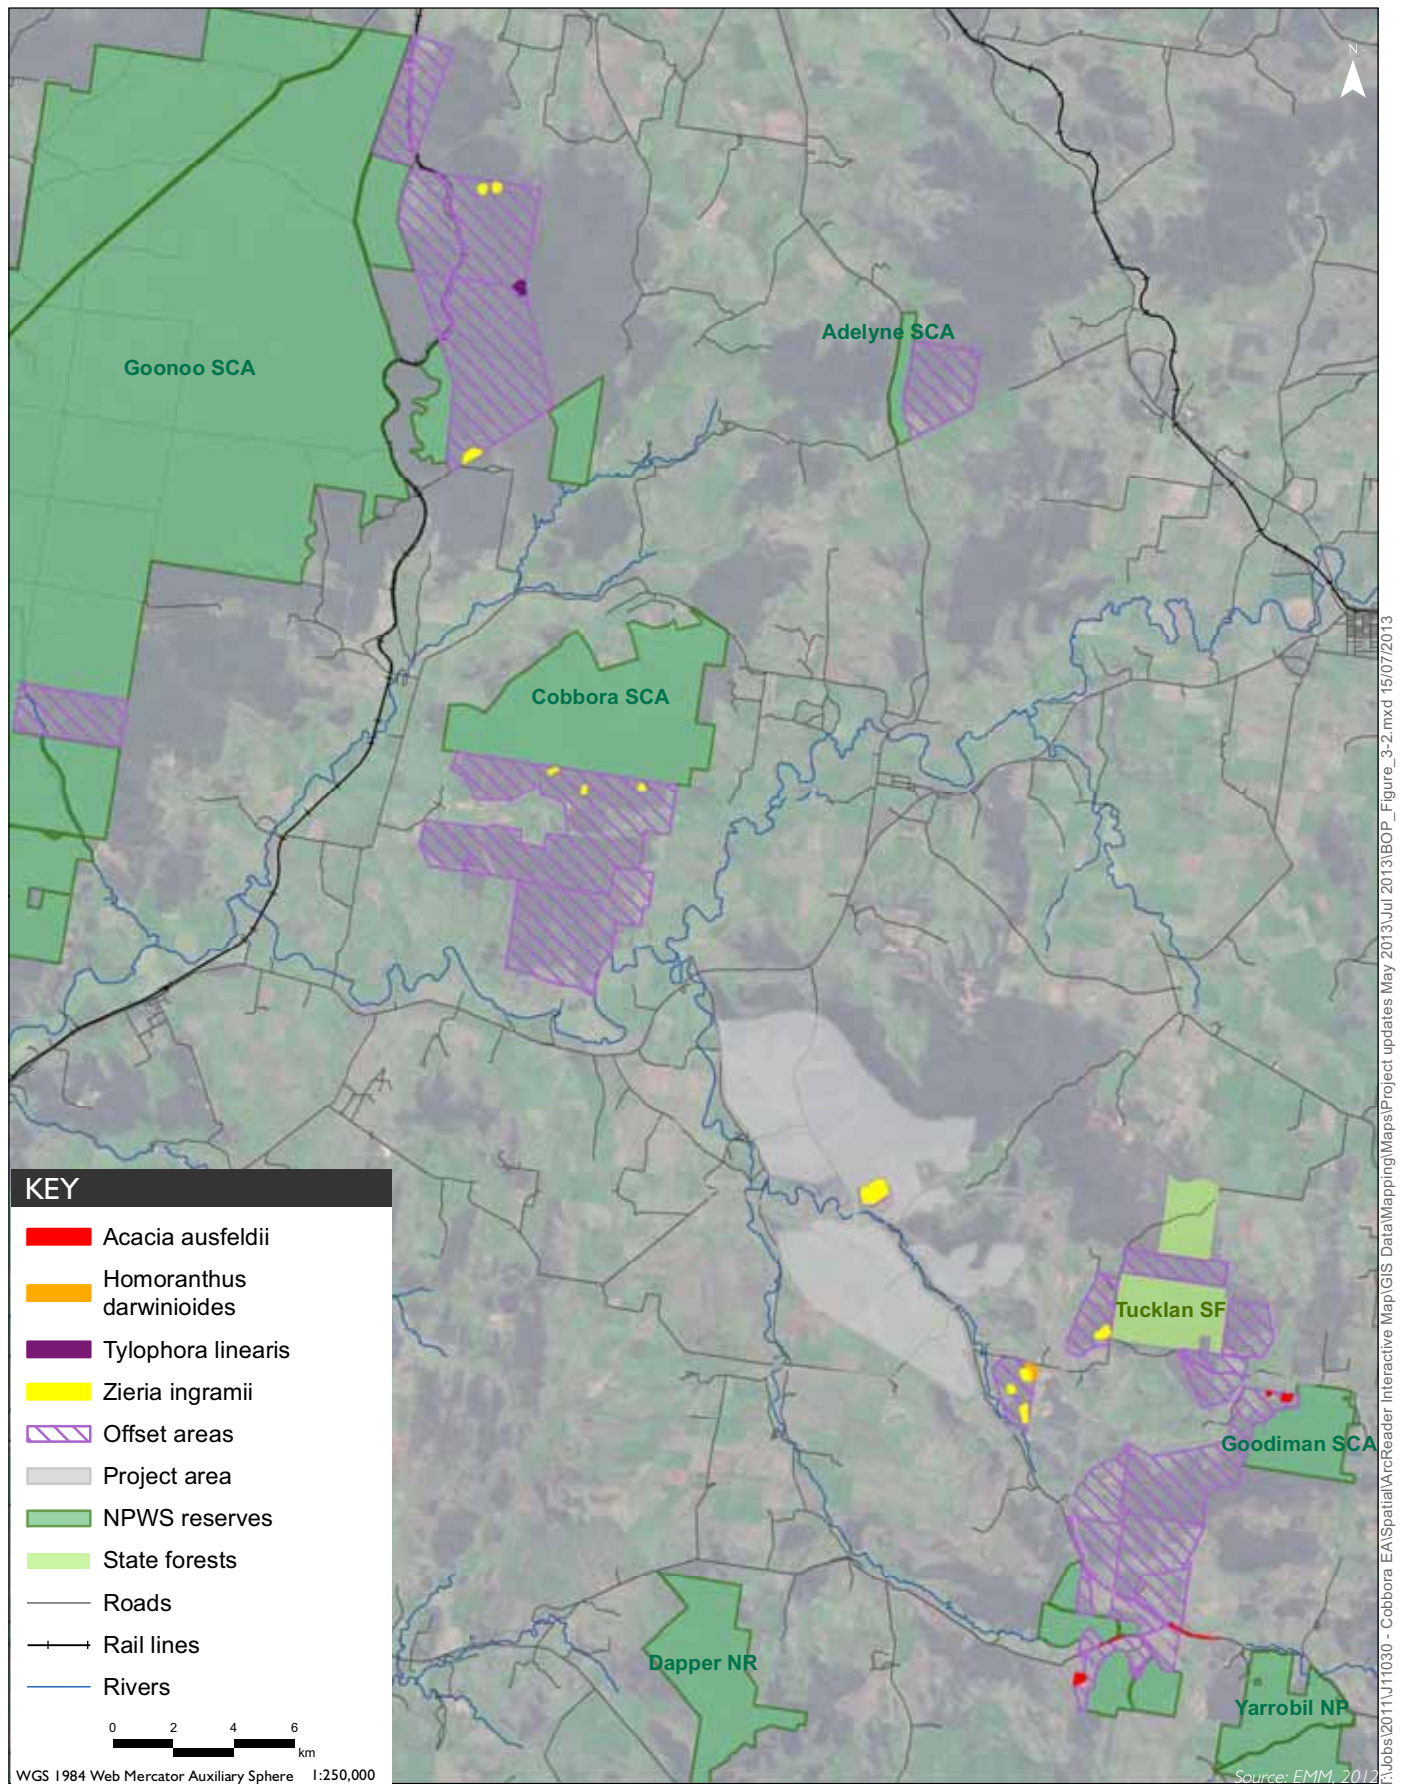 N
Adelyne SCA
Goonoo SCA
Cobbora SCA
Tucklan SF
Goodiman SCA
Dapper NR
Yarrobil NP
KEY
Acacia ausfeldii
Homoranthus
darwinioides
Tylophora linearis
Zieria ingramii
Offset areas
Project area
NPWS reserves
State forests
Roads
Rail lines
Rivers
0 2 4 6
km
WGS 1984 Web Mercator Auxiliary Sphere 1:250,000
Source: EMM, 2012
\Jobs\2011\J11030 - Cobbora EA\Spatial\ArcReader Interactive Map\GIS Data\Mapping\Maps\Project updates May 2013\Jul 2013\BOP_Figure_3-2.mxd 15/07/2013